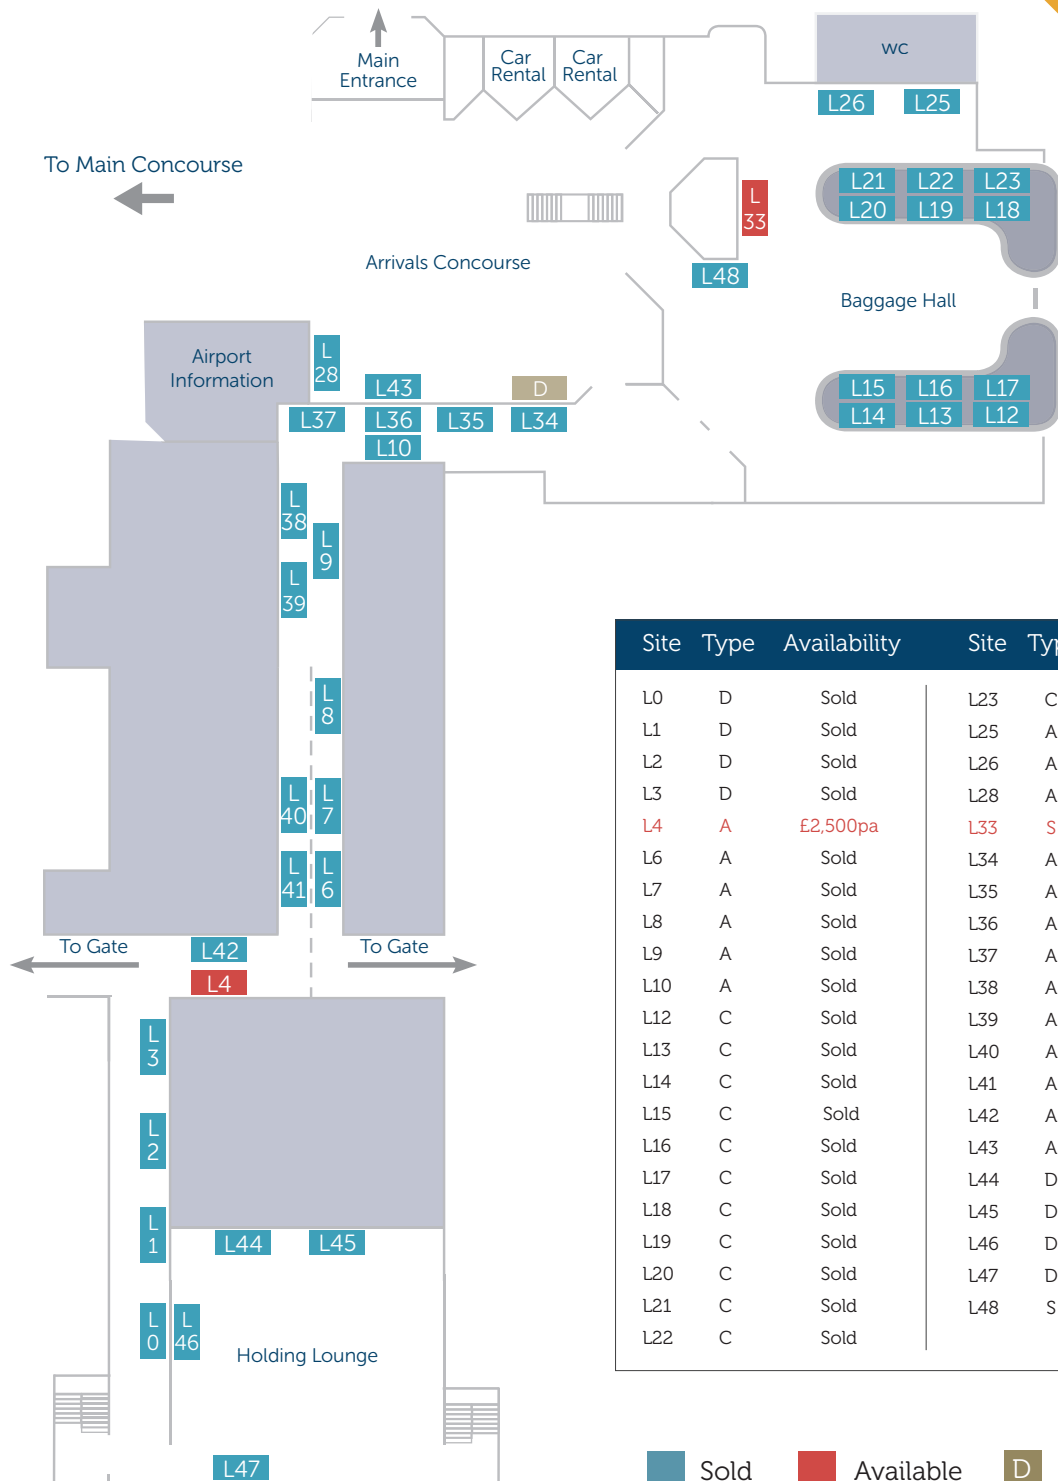 Main
Entrance
Car
Rental
Car
Rental
WC
L26 L25
To Main Concourse
L21 L22 L23
L20 L19 L18
L
33
Arrivals Concourse
L48
Baggage Hall
Airport
Information
L
28
L43
D
L37 L36 L35 L34
L10
L15 L16 L17
L14 L13 L12
L
38
L
9
L
39
L
8
L
40
L
7
L
41
L
6
To Gate
L42
To Gate
L4
L
3
L
2
L
1
L44 L45
L
0
L
46
Holding Lounge
L47
Site Type Availability Site
L0 D Sold L23 C
L1 D Sold L25 A
L2 D Sold L26 A
L3 D Sold L28 A
L4 A £2,500pa L33 S
L6 A Sold L34 A
L7 A Sold L35 A
L8 A Sold L36 A
L9 A Sold L37 A
L10 A Sold L38 A
L12 C Sold L39 A
L13 C Sold L40 A
L14 C Sold L41 A
L15 C Sold L42 A
L16 C Sold L43 A
L17 C Sold L44 D
L18 C Sold L45 D
L19 C Sold L46 D
L20 C Sold L47 D
L21 C Sold L48 S
L22 C Sold
Sold Available D